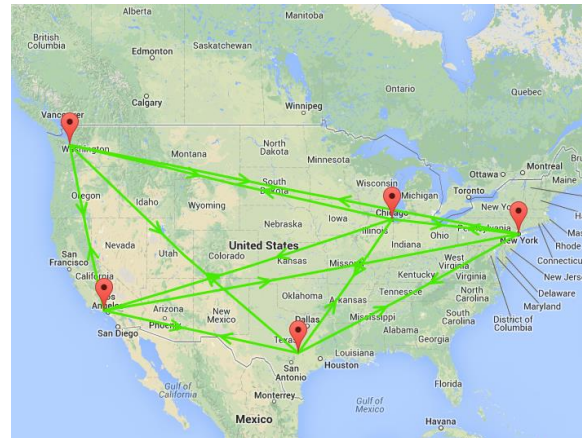 Manitoba
British
Columbia
Edmonton
Saskatchewan
Calgary
Ontario
Quebec
Winnipeg
Vancouver
Washington
Montana
North
Dakota
Minnesota
Ottawa
Montreal
Maine
Oregon
Idaho
South
Dakota
Wisconsin
Michigan
Toronto
New York
Wyoming
Iowa
Chicago
Illinois
Ohio
Pennsylvania
Nebraska
Indiana
New York
Rhode
Connecticut
Nevada
Utah
Colorado
United States
Kansas
Missouri
West
Virginia
New Jersey
San
Francisco
California
Kentucky
Virginia
Delaware
Maryland
Los
Angeles
Arizona
Phoenix
New
Mexico
Oklahoma
Arkansas
Tennessee
North
Carolina
South
Carolina
District of
Columbia
San Diego
Dallas
Texas
Mississippi
Alabama
Georgia
San
Antonio
Houston
Louisiana
Gulf of
California
Monterrey
Florida
Mexico
Gulf of
Mexico
Havana